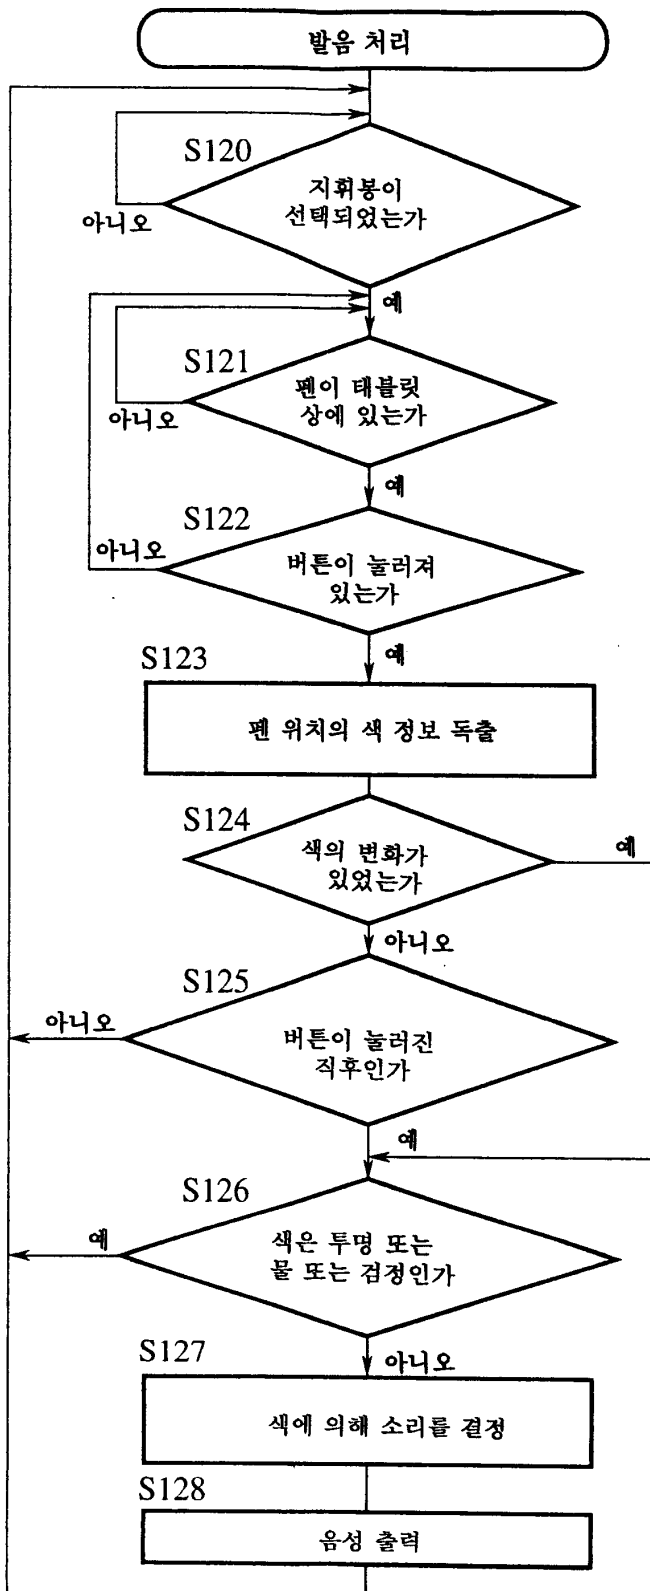 발음 처리
S120
지휘봉이
선택되었는가
아니오
예
S121
펜이 태블릿
상에 있는가
아니오
예
S122
버튼이 눌러져
있는가
아니오
예
S123
펜 위치의 색 정보 독출
S124
색의 변화가
있었는가
예
아니오
S125
버튼이 눌러진
직후인가
아니오
예
S126
색은 투명 또는
물 또는 검정인가
예
아니오
S127
색에 의해 소리를 결정
S128
음성 출력